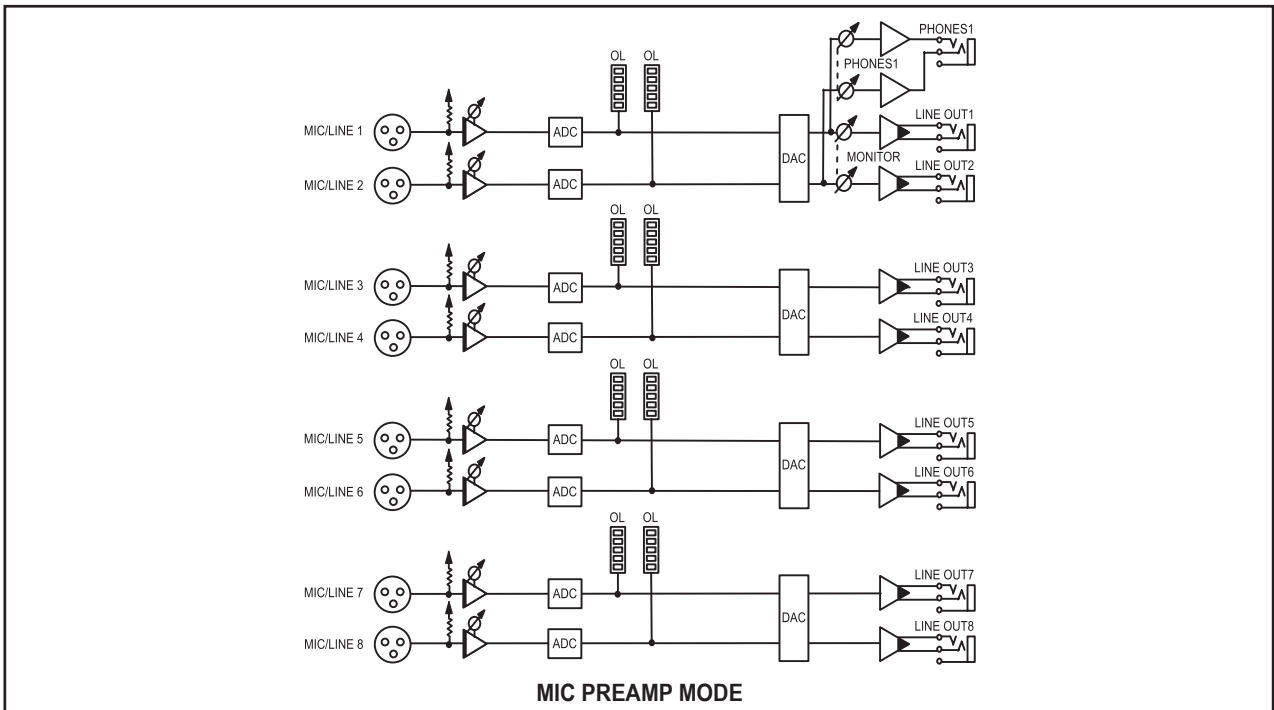 PHONES1
OL OL
PHONES1
MIC/LINE 1 ADC LINE OUT1
DAC MONITOR
MIC/LINE 2 ADC LINE OUT2
OL OL
MIC/LINE 3 ADC LINE OUT3
DAC
MIC/LINE 4 ADC LINE OUT4
OL OL
MIC/LINE 5 ADC LINE OUT5
DAC
MIC/LINE 6 ADC LINE OUT6
OL OL
MIC/LINE 7 ADC LINE OUT7
DAC
MIC/LINE 8 ADC LINE OUT8
MIC PREAMP MODE